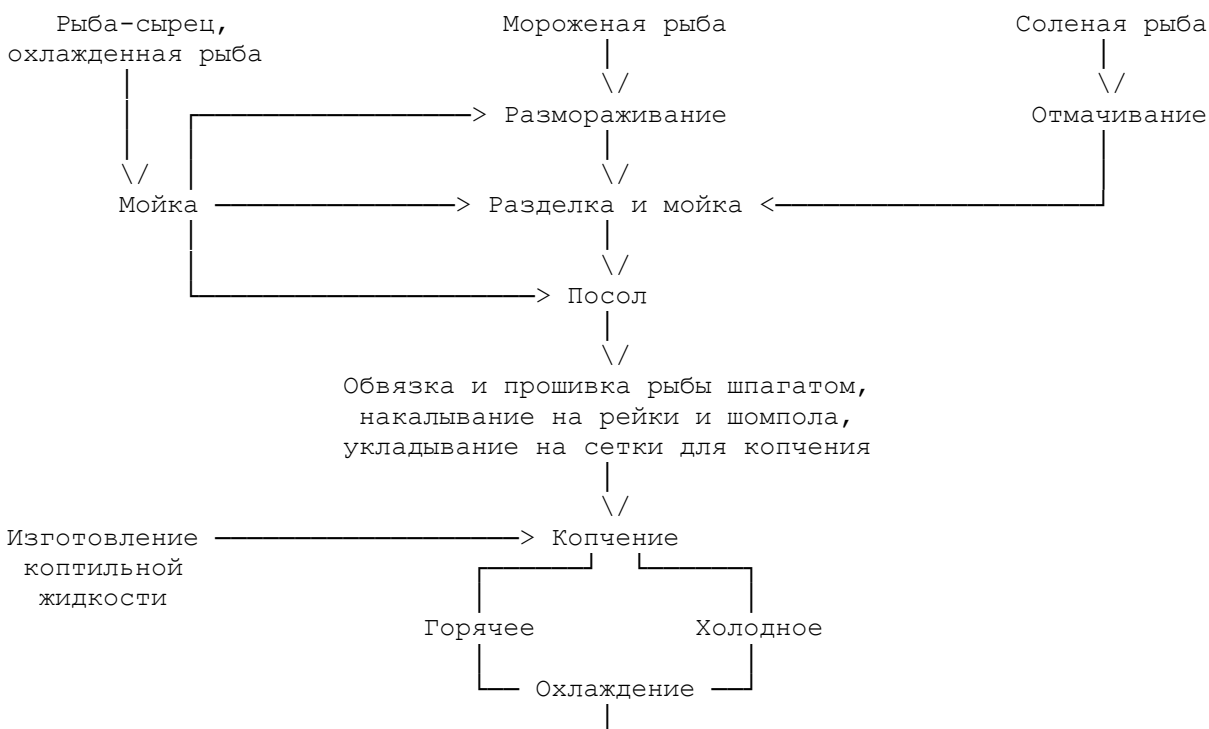 Рыба-сырец, Мороженая рыба Соленая рыба
охлажденная рыба
Размораживание Отмачивание
Мойка Разделка и мойка
Посол
Обвязка и прошивка рыбы шпагатом,
накалывание на рейки и шомпола,
укладывание на сетки для копчения
Изготовление Копчение
коптильной
жидкости
Горячее Холодное
Охлаждение